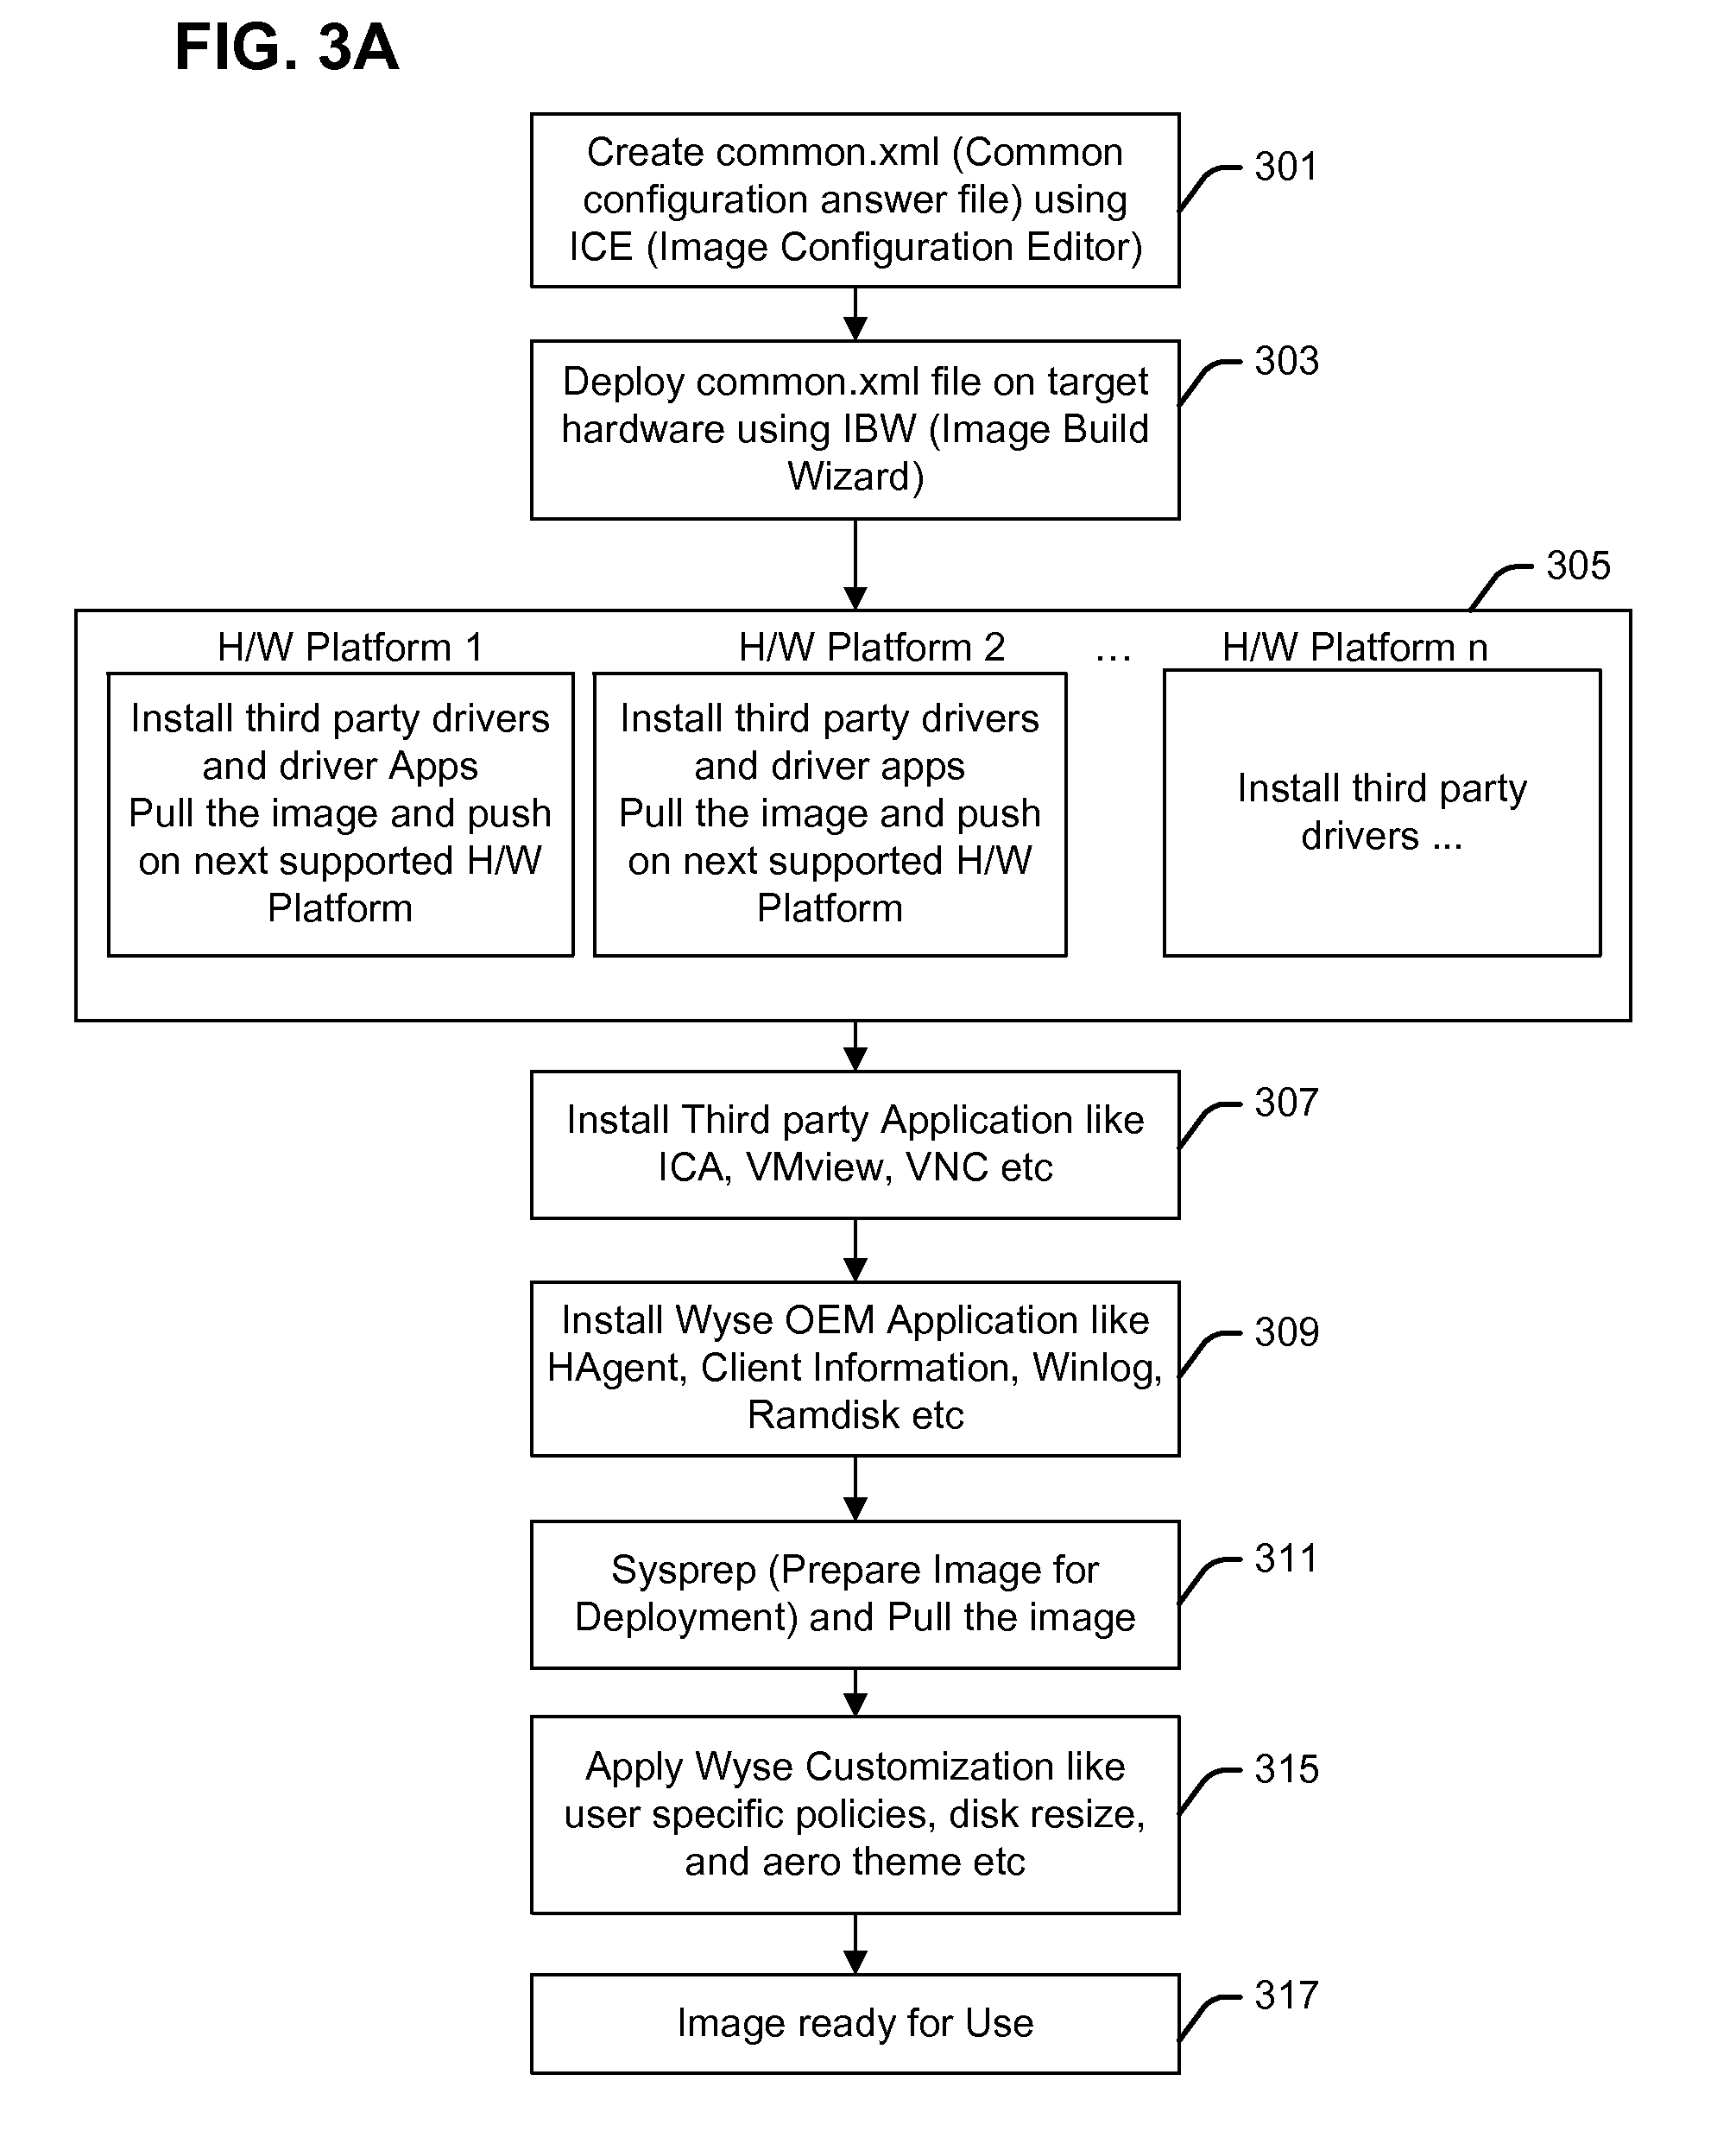 FIG. 3A
Create common.xml (Common
configuration answer file) using
ICE (Image Configuration Editor)
301
Deploy common.xml file on target
hardware using IBW (Image Build
Wizard)
303
305
H/W Platform 1
Install third party drivers
and driver Apps
Pull the image and push
on next supported H/W
Platform
H/W Platform 2
Install third party drivers
and driver apps
Pull the image and push
on next supported H/W
Platform
...
H/W Platform n
Install third party
drivers ...
Install Third party Application like
ICA, VMview, VNC etc
307
Install Wyse OEM Application like
HAgent, Client Information, Winlog,
Ramdisk etc
309
Sysprep (Prepare Image for
Deployment) and Pull the image
311
Apply Wyse Customization like
user specific policies, disk resize,
and aero theme etc
315
Image ready for Use
317